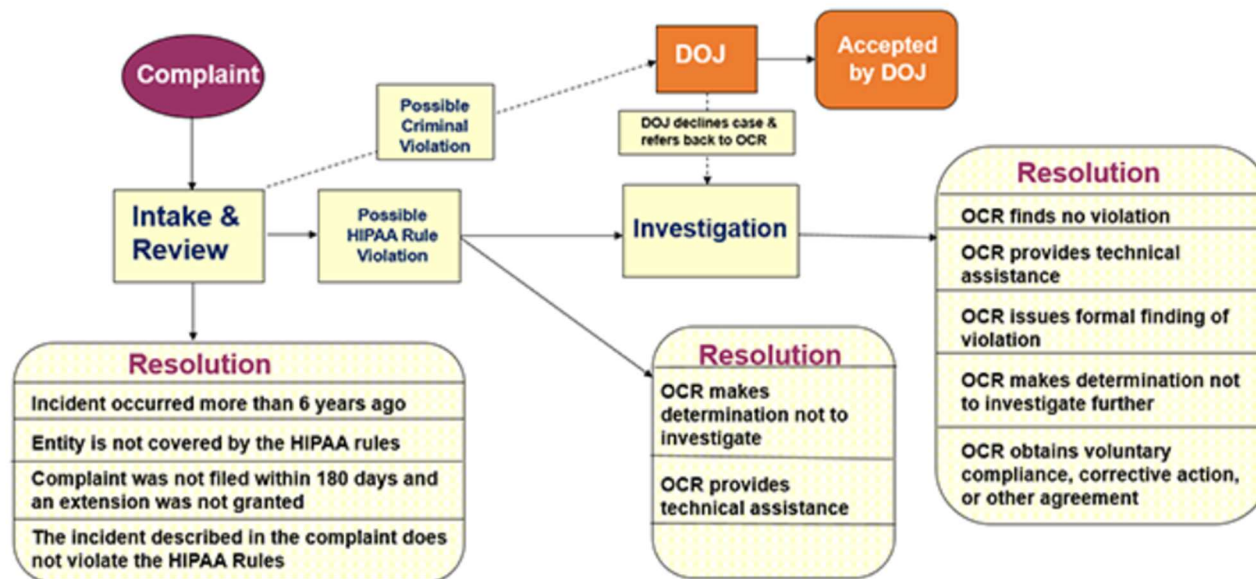 Complaint
Possible
Criminal
Violation
DOJ
Accepted
by DOJ
DOJ declines case &
refers back to OCR
Intake &
Review
Possible
HIPAA Rule
Violation
Investigation
Resolution
OCR finds no violation
OCR provides technical
assistance
OCR issues formal finding of
violation
OCR makes determination not
to investigate further
OCR obtains voluntary
compliance, corrective action,
or other agreement
Resolution
Incident occurred more than 6 years ago
Entity is not covered by the HIPAA rules
Complaint was not filed within 180 days and
an extension was not granted
The incident described in the complaint does
not violate the HIPAA Rules
Resolution
OCR makes
determination not to
investigate
OCR provides
technical assistance